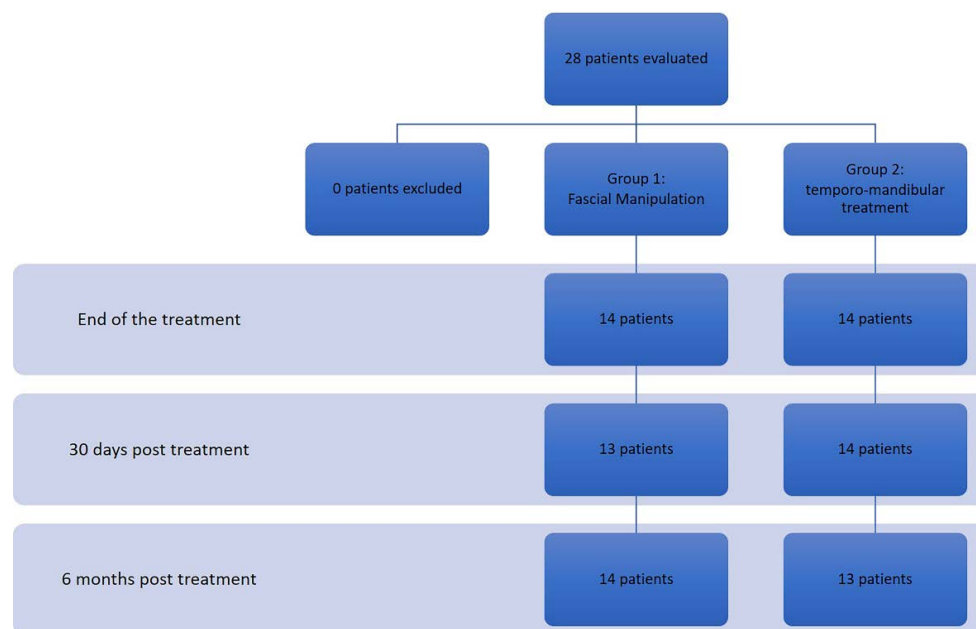 28 patients evaluated
0 patients excluded
Group 1:
Fascial Manipulation
Group 2:
temporo-mandibular
treatment
End of the treatment
14 patients
14 patients
30 days post treatment
13 patients
14 patients
6 months post treatment
14 patients
13 patients